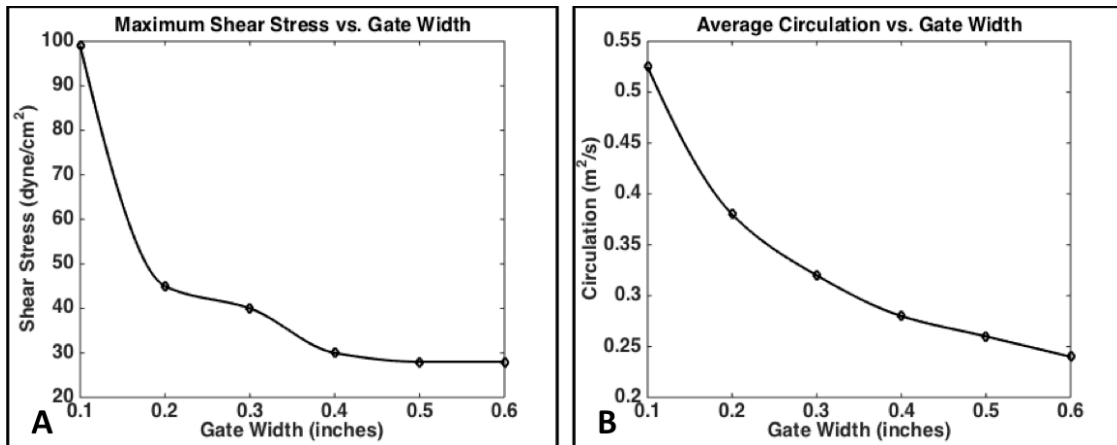 Maximum Shear Stress vs. Gate Width
100
90
80
70
60
50
40
30
20
Shear Stress (dyne/cm²)
0.1 0.2 0.3 0.4 0.5 0.6
Gate Width (inches)
A
Average Circulation vs. Gate Width
0.55
0.5
0.45
0.4
0.35
0.3
0.25
0.2
Circulation (m²/s)
0.1 0.2 0.3 0.4 0.5 0.6
Gate Width (inches)
B